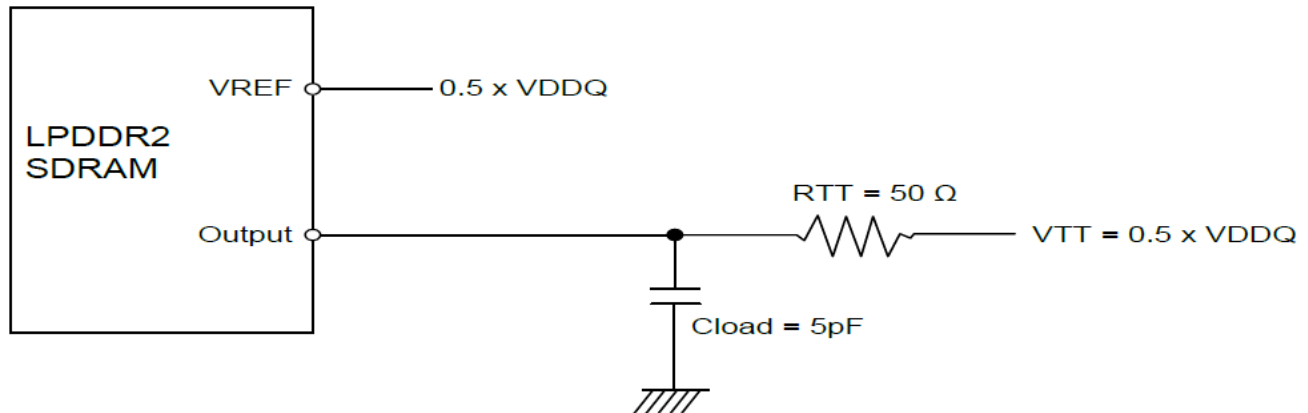 VREF
0.5 x VDDQ
LPDDR2
SDRAM
RTT = 50 Ω
Output
VTT = 0.5 x VDDQ
Cload = 5pF